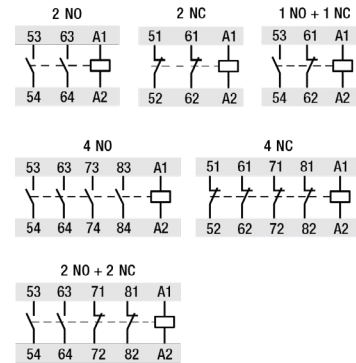 2 NO 2 NC 1 NO + 1 NC
53 63 A1 51 61 A1 53 61 A1
54 64 A2 52 62 A2 54 62 A2
4 NO 4 NC
53 63 73 83 A1 51 61 71 81 A1
54 64 74 84 A2 52 62 72 82 A2
2 NO + 2 NC
53 63 71 81 A1
54 64 72 82 A2